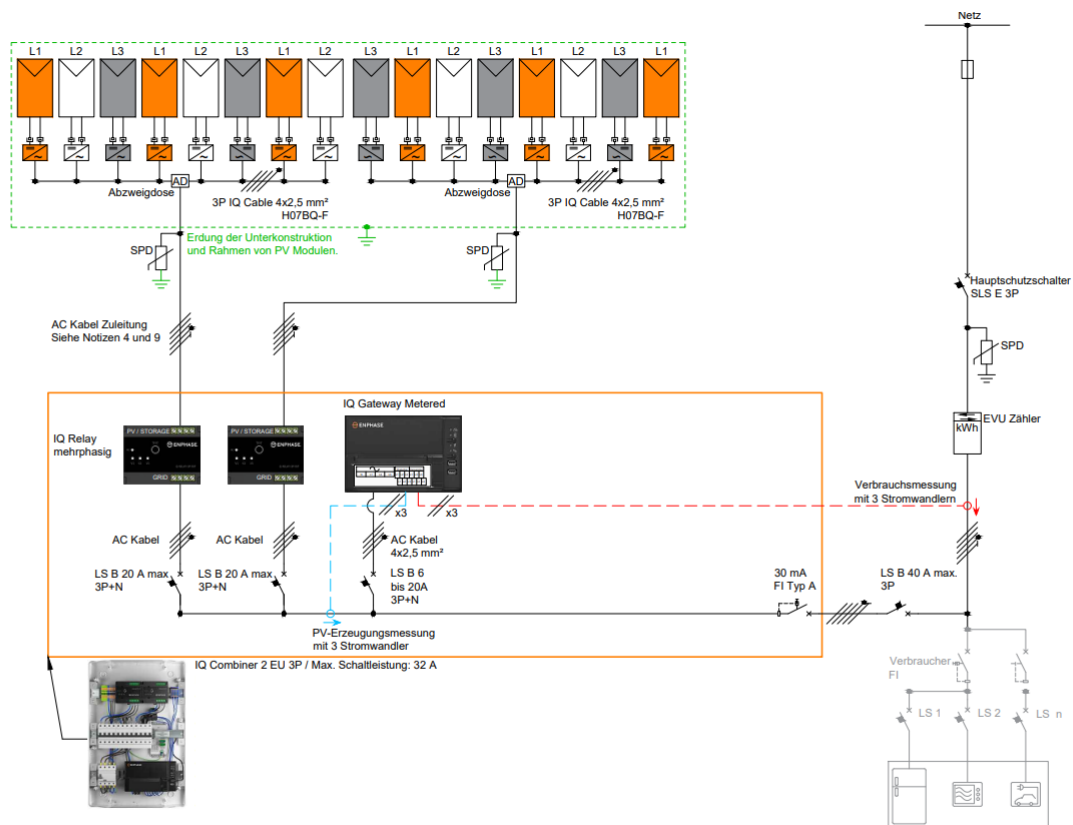 Netz
L1 L2 L3 L1 L2 L3 L1 L2 L3 L1 L2 L3 L1 L2 L3 L1
AD
Abzweigdose
3P IQ Cable 4x2,5 mm²
H07BQ-F
AD
Abzweigdose
3P IQ Cable 4x2,5 mm²
H07BQ-F
Erdung der Unterkonstruktion
und Rahmen von PV Modulen.
SPD
SPD
Hauptschutzschalter
SLS E 3P
SPD
AC Kabel Zuleitung
Siehe Notizen 4 und 9
EVU Zähler
kWh
IQ Gateway Metered
IQ Relay
mehrphasig
PV / STORAGE
ENPHASE
GRID
PV / STORAGE
ENPHASE
GRID
ENPHASE
x3
x3
Verbrauchsmessung
mit 3 Stromwandlern
AC Kabel
AC Kabel
AC Kabel
4x2,5 mm²
LS B 20 A max.
3P+N
LS B 20 A max.
3P+N
LS B 6
bis 20A
3P+N
30 mA
FI Typ A
LS B 40 A max.
3P
PV-Erzeugungsmessung
mit 3 Stromwandler
IQ Combiner 2 EU 3P / Max. Schaltleistung: 32 A
Verbraucher
FI
LS 1
LS 2
LS n